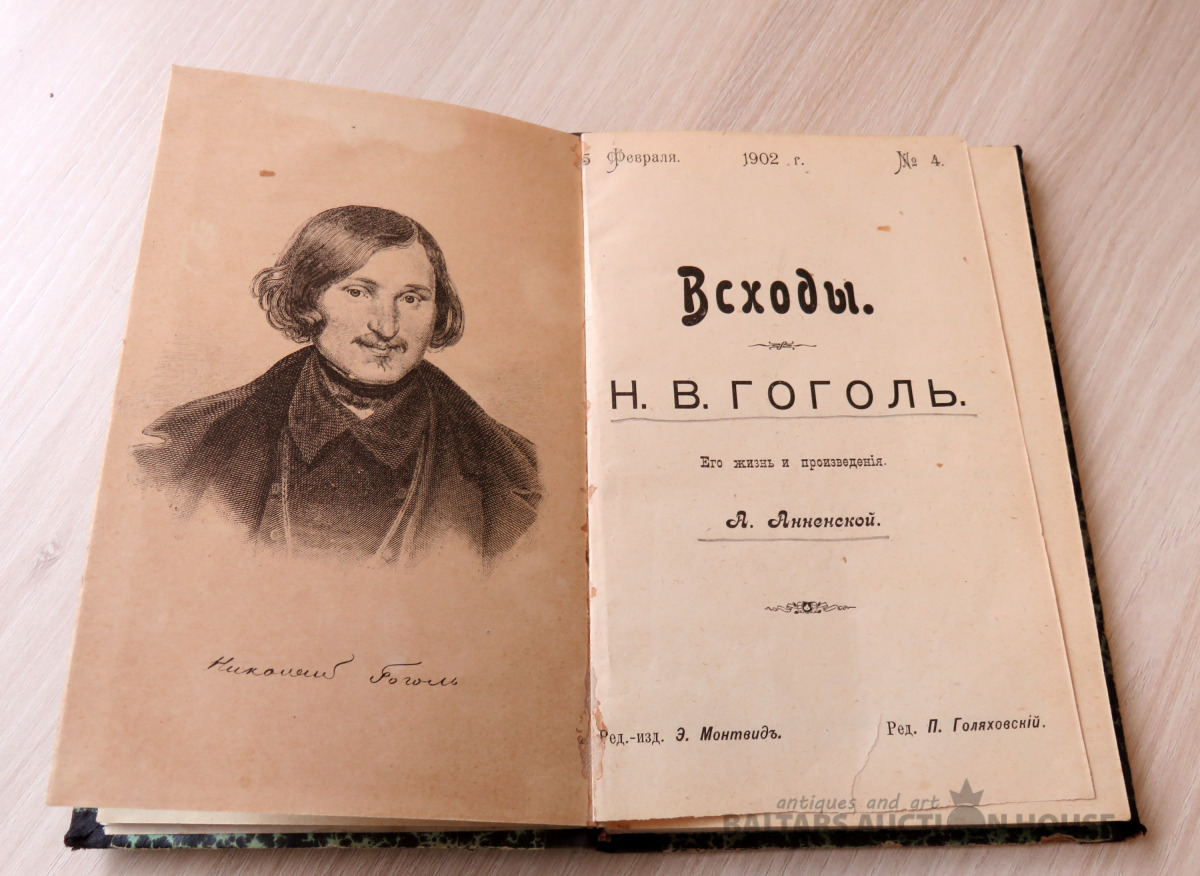 Николай Гоголь
5 Февраля. 1902 г. № 4.
Всходы.
Н. В. ГОГОЛЬ.
Его жизнь и произведенія.
А. Анненской.
Ред.-изд. Э. Монтвидъ. Ред. П. Голяховскій.
antiques and art
BALTARS AUCTION HOUSE